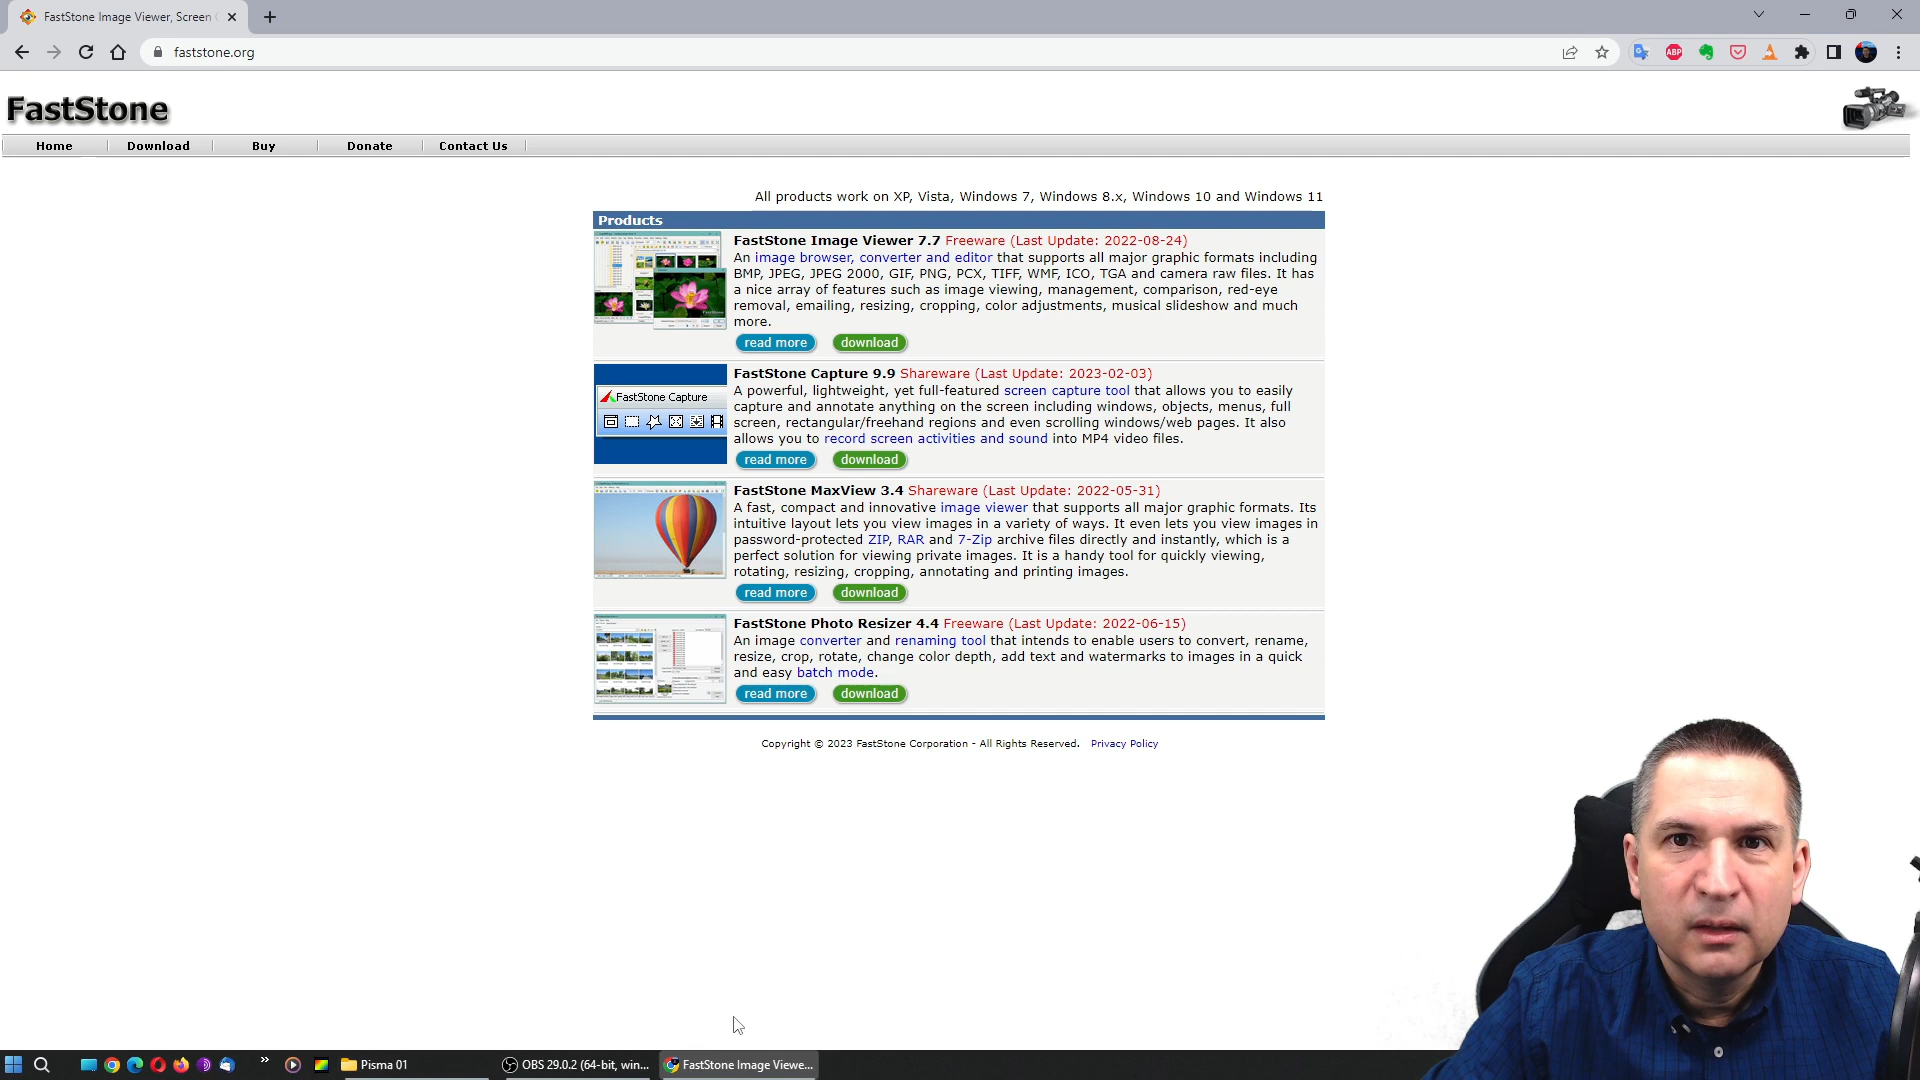 FastStone Image Viewer, Screen
faststone.org
ABP
FastStone
Home Download Buy Donate Contact Us
All products work on XP, Vista, Windows 7, Windows 8.x, Windows 10 and Windows 11
Products
FastStone Image Viewer 7.7 Freeware (Last Update: 2022-08-24)
An image browser, converter and editor that supports all major graphic formats including
BMP, JPEG, JPEG 2000, GIF, PNG, PCX, TIFF, WMF, ICO, TGA and camera raw files. It has
a nice array of features such as image viewing, management, comparison, red-eye
removal, emailing, resizing, cropping, color adjustments, musical slideshow and much
more.
read more download
FastStone Capture 9.9 Shareware (Last Update: 2023-02-03)
FastStone Capture
A powerful, lightweight, yet full-featured screen capture tool that allows you to easily
capture and annotate anything on the screen including windows, objects, menus, full
screen, rectangular/freehand regions and even scrolling windows/web pages. It also
allows you to record screen activities and sound into MP4 video files.
read more download
FastStone MaxView 3.4 Shareware (Last Update: 2022-05-31)
A fast, compact and innovative image viewer that supports all major graphic formats. Its
intuitive layout lets you view images in a variety of ways. It even lets you view images in
password-protected ZIP, RAR and 7-Zip archive files directly and instantly, which is a
perfect solution for viewing private images. It is a handy tool for quickly viewing,
rotating, resizing, cropping, annotating and printing images.
read more download
FastStone Photo Resizer 4.4 Freeware (Last Update: 2022-06-15)
An image converter and renaming tool that intends to enable users to convert, rename,
resize, crop, rotate, change color depth, add text and watermarks to images in a quick
and easy batch mode.
read more download
Copyright © 2023 FastStone Corporation - All Rights Reserved. Privacy Policy
Pisma 01 OBS 29.0.2 (64-bit, win... FastStone Image Viewe...